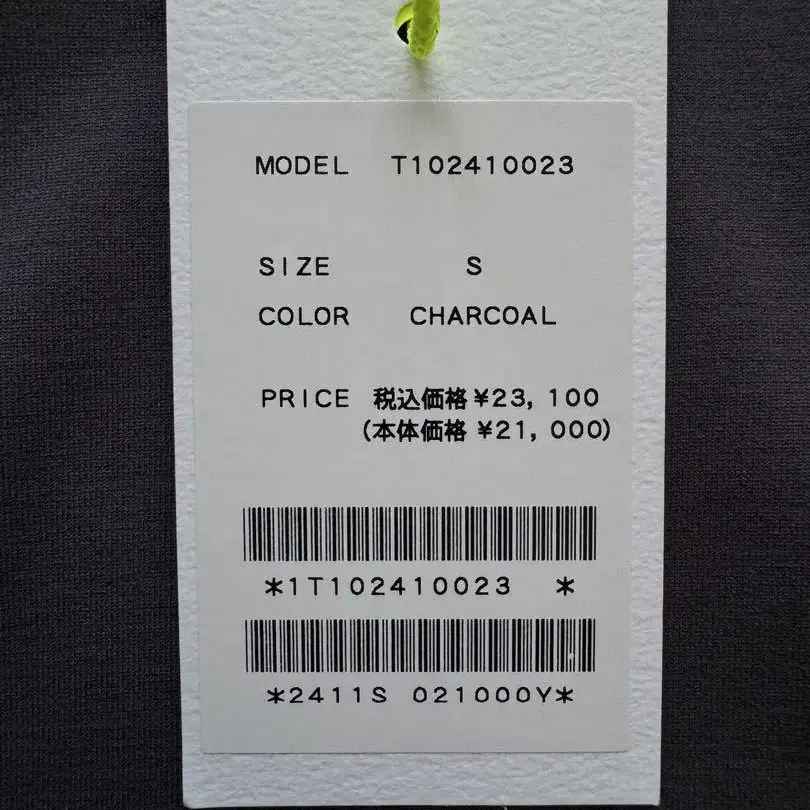 MODEL T102410023
SIZE S
COLOR CHARCOAL
PRICE 税込価格¥23,100
(本体価格 ¥21,000)
*1T102410023 *
*2411S 021000Y*